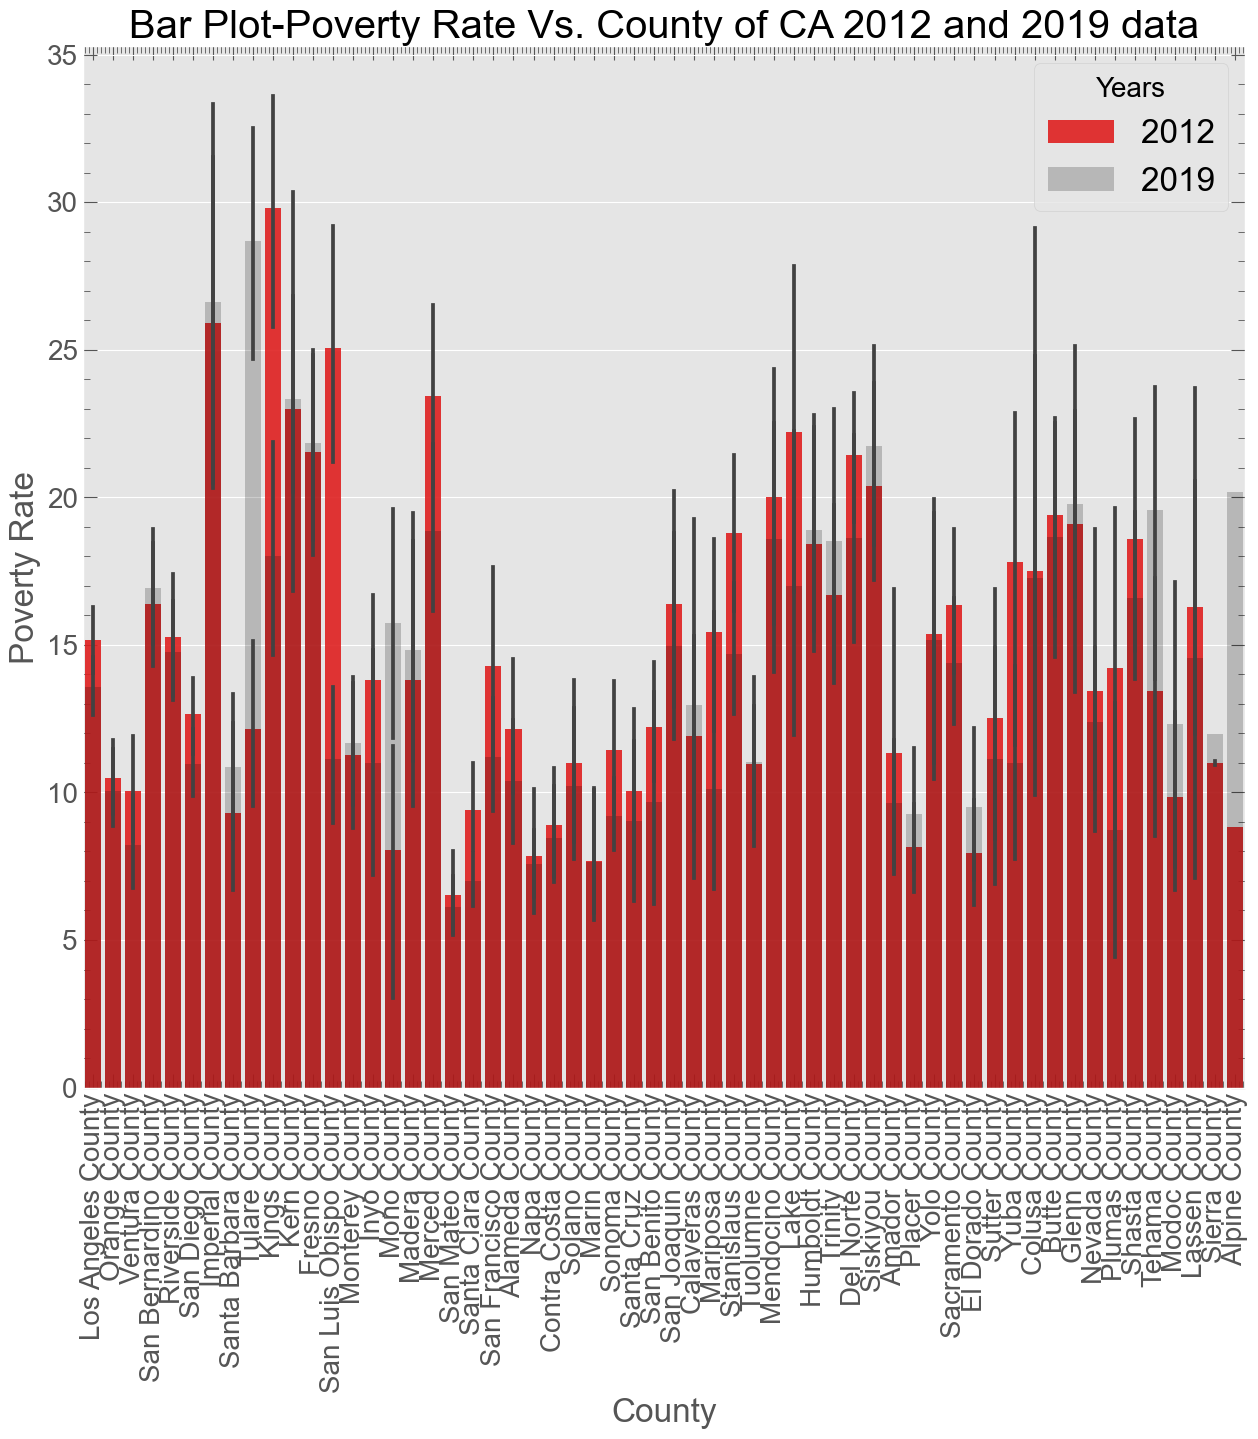 Bar Plot-Poverty Rate Vs. County of CA 2012 and 2019 data
Years
2012
2019
35
30
25
20
15
10
5
0
Poverty Rate
Los Angeles County
Orange County
Ventura County
San Bernardino County
Riverside County
San Diego County
Imperial County
Santa Barbara County
Tulare County
Kings County
Kern County
Fresno County
San Luis Obispo County
Monterey County
Inyo County
Mono County
Madera County
Merced County
San Mateo County
Santa Clara County
San Francisco County
Alameda County
Napa County
Contra Costa County
Solano County
Marin County
Sonoma County
Santa Cruz County
San Benito County
San Joaquin County
Calaveras County
Mariposa County
Stanislaus County
Tuolumne County
Mendocino County
Lake County
Humboldt County
Trinity County
Del Norte County
Siskiyou County
Amador County
Placer County
Yolo County
Sacramento County
El Dorado County
Sutter County
Yuba County
Colusa County
Butte County
Glenn County
Nevada County
Plumas County
Shasta County
Tehama County
Modoc County
Lassen County
Sierra County
Alpine County
County